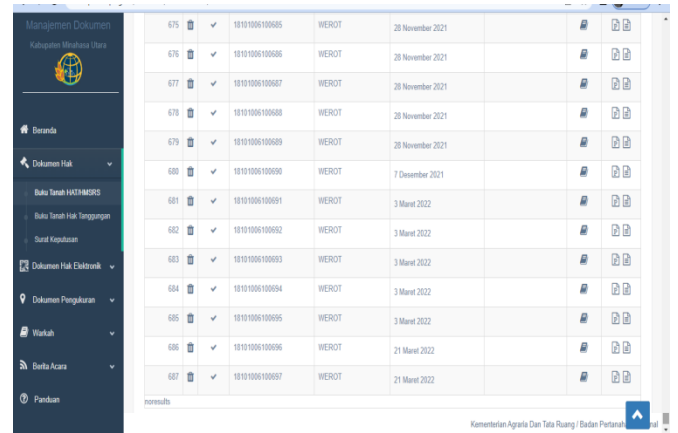 Manajemen Dokumen
Kabupaten Minahasa Utara
Beranda
Dokumen Hak
Buku Tanah HAT/HMSRS
Buku Tanah Hak Tanggungan
Surat Keputusan
Dokumen Hak Elektronik
Dokumen Pengukuran
Warkah
Berita Acara
Panduan
675 18101006100685 WEROT 28 November 2021
676 18101006100686 WEROT 28 November 2021
677 18101006100687 WEROT 28 November 2021
678 18101006100688 WEROT 28 November 2021
679 18101006100689 WEROT 28 November 2021
680 18101006100690 WEROT 7 Desember 2021
681 18101006100691 WEROT 3 Maret 2022
682 18101006100692 WEROT 3 Maret 2022
683 18101006100693 WEROT 3 Maret 2022
684 18101006100694 WEROT 3 Maret 2022
685 18101006100695 WEROT 3 Maret 2022
686 18101006100696 WEROT 21 Maret 2022
687 18101006100697 WEROT 21 Maret 2022
noresults
Kementerian Agraria Dan Tata Ruang / Badan Pertanah